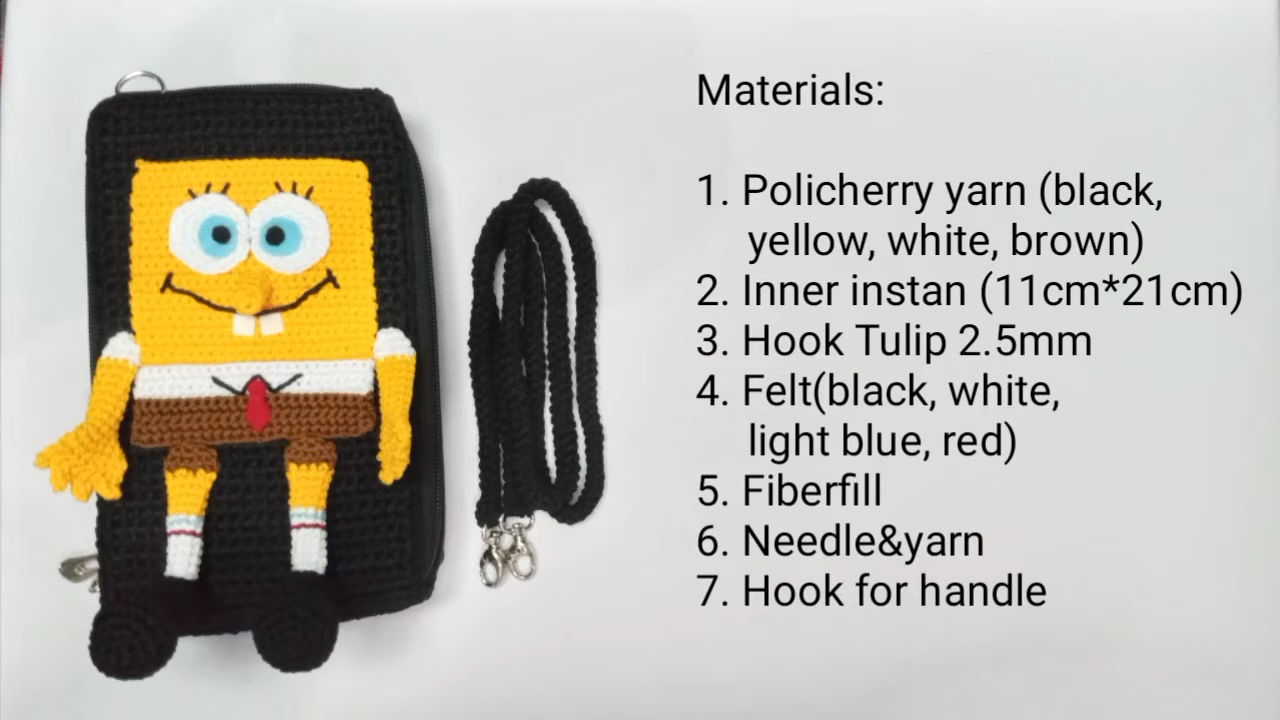 Materials:
1. Policherry yarn (black,
yellow, white, brown)
2. Inner instan (11cm*21cm)
3. Hook Tulip 2.5mm
4. Felt(black, white,
light blue, red)
5. Fiberfill
6. Needle&yarn
7. Hook for handle